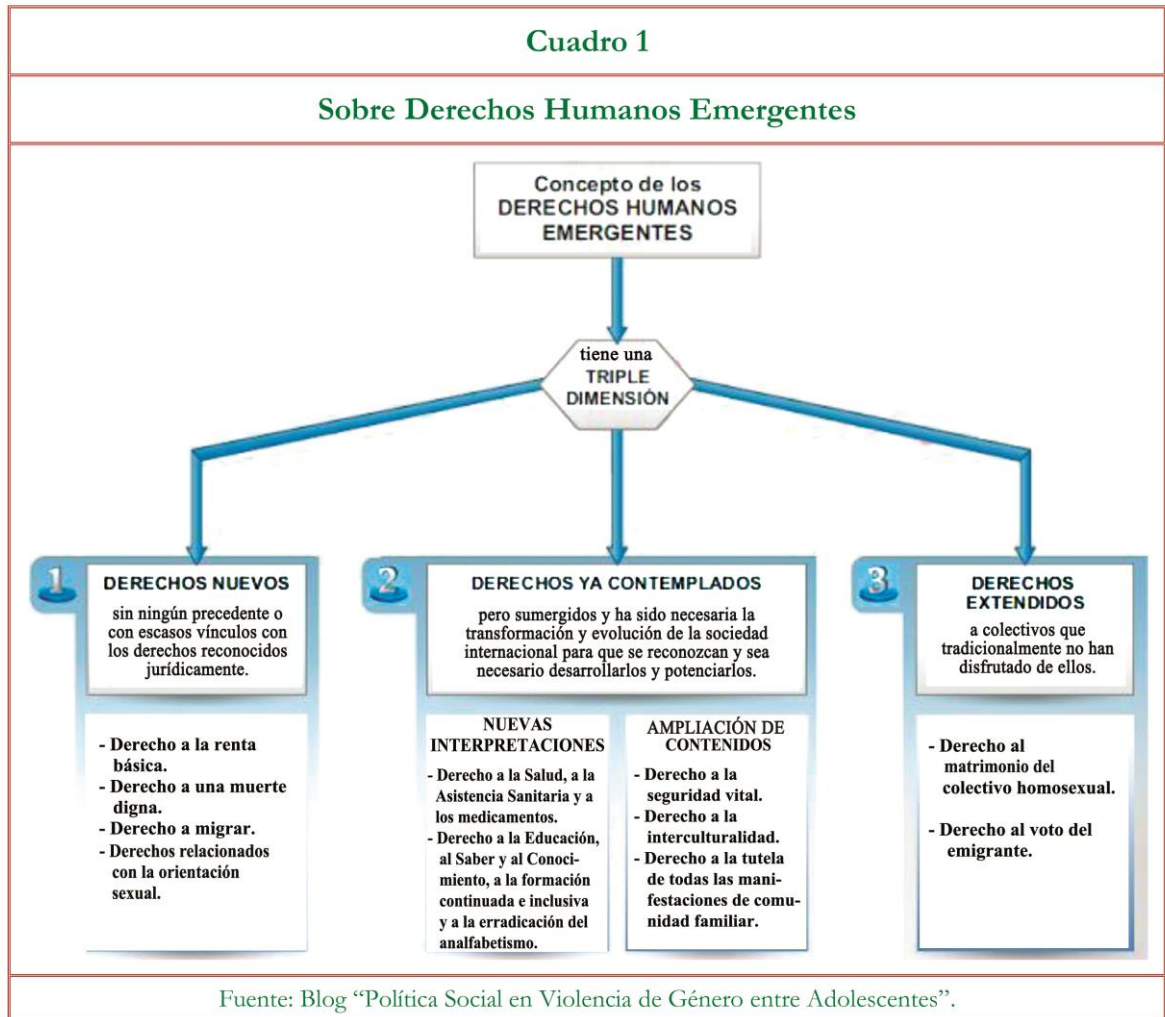 Cuadro 1
Sobre Derechos Humanos Emergentes
Concepto de los
DERECHOS HUMANOS
EMERGENTES
tiene una
TRIPLE
DIMENSIÓN
1
DERECHOS NUEVOS
sin ningún precedente o
con escasos vínculos con
los derechos reconocidos
jurídicamente.
- Derecho a la renta
básica.
- Derecho a una muerte
digna.
- Derecho a migrar.
- Derechos relacionados
con la orientación
sexual.
2
DERECHOS YA CONTEMPLADOS
pero sumergidos y ha sido necesaria la
transformación y evolución de la sociedad
internacional para que se reconozcan y sea
necesario desarrollarlos y potenciarlos.
NUEVAS
INTERPRETACIONES
- Derecho a la Salud, a la
Asistencia Sanitaria y a
los medicamentos.
- Derecho a la Educación,
al Saber y al Conoci-
miento, a la formación
continuada e inclusiva
y a la erradicación del
analfabetismo.
AMPLIACIÓN DE
CONTENIDOS
- Derecho a la
seguridad vital.
- Derecho a la
interculturalidad.
- Derecho a la tutela
de todas las mani-
festaciones de comu-
nidad familiar.
3
DERECHOS
EXTENDIDOS
a colectivos que
tradicionalmente no han
disfrutado de ellos.
- Derecho al
matrimonio del
colectivo homosexual.
- Derecho al voto del
emigrante.
Fuente: Blog “Política Social en Violencia de Género entre Adolescentes”.